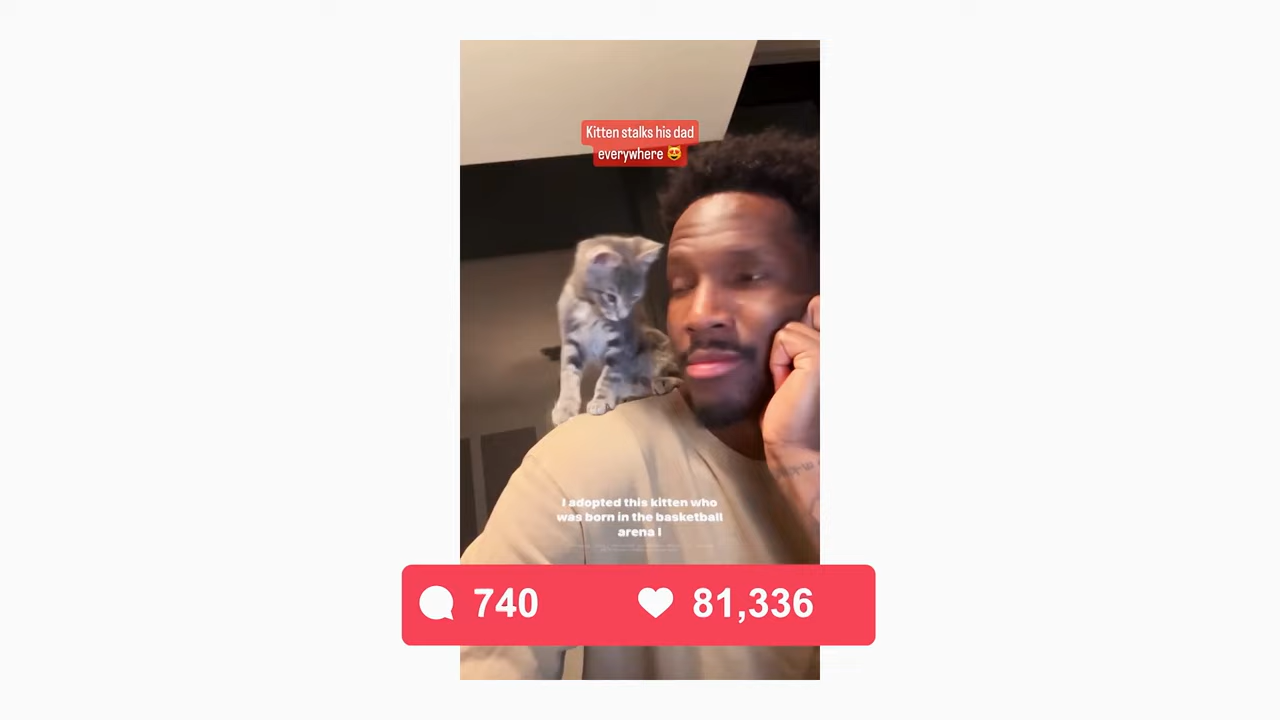 Kitten stalks his dad
everywhere 😻
I adopted this kitten who
was born in the basketball
arena I
740
81,336